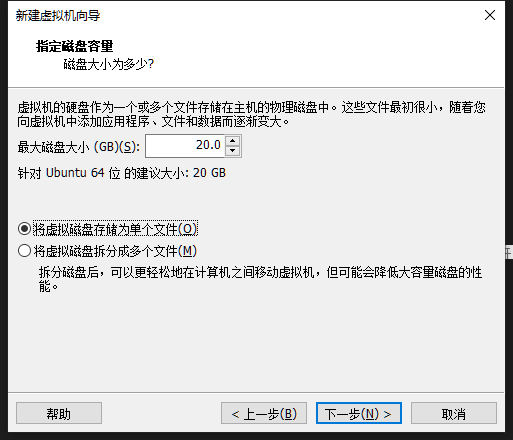 新建虚拟机向导
指定磁盘容量
磁盘大小为多少?
虚拟机的硬盘作为一个或多个文件存储在主机的物理磁盘中。这些文件最初很小，随着您
向虚拟机中添加应用程序、文件和数据而逐渐变大。
最大磁盘大小 (GB)(S): 20.0
针对 Ubuntu 64 位 的建议大小: 20 GB
将虚拟磁盘存储为单个文件(O)
将虚拟磁盘拆分成多个文件(M)
拆分磁盘后，可以更轻松地在计算机之间移动虚拟机，但可能会降低大容量磁盘的性
能。
帮助 < 上一步(B) 下一步(N) > 取消